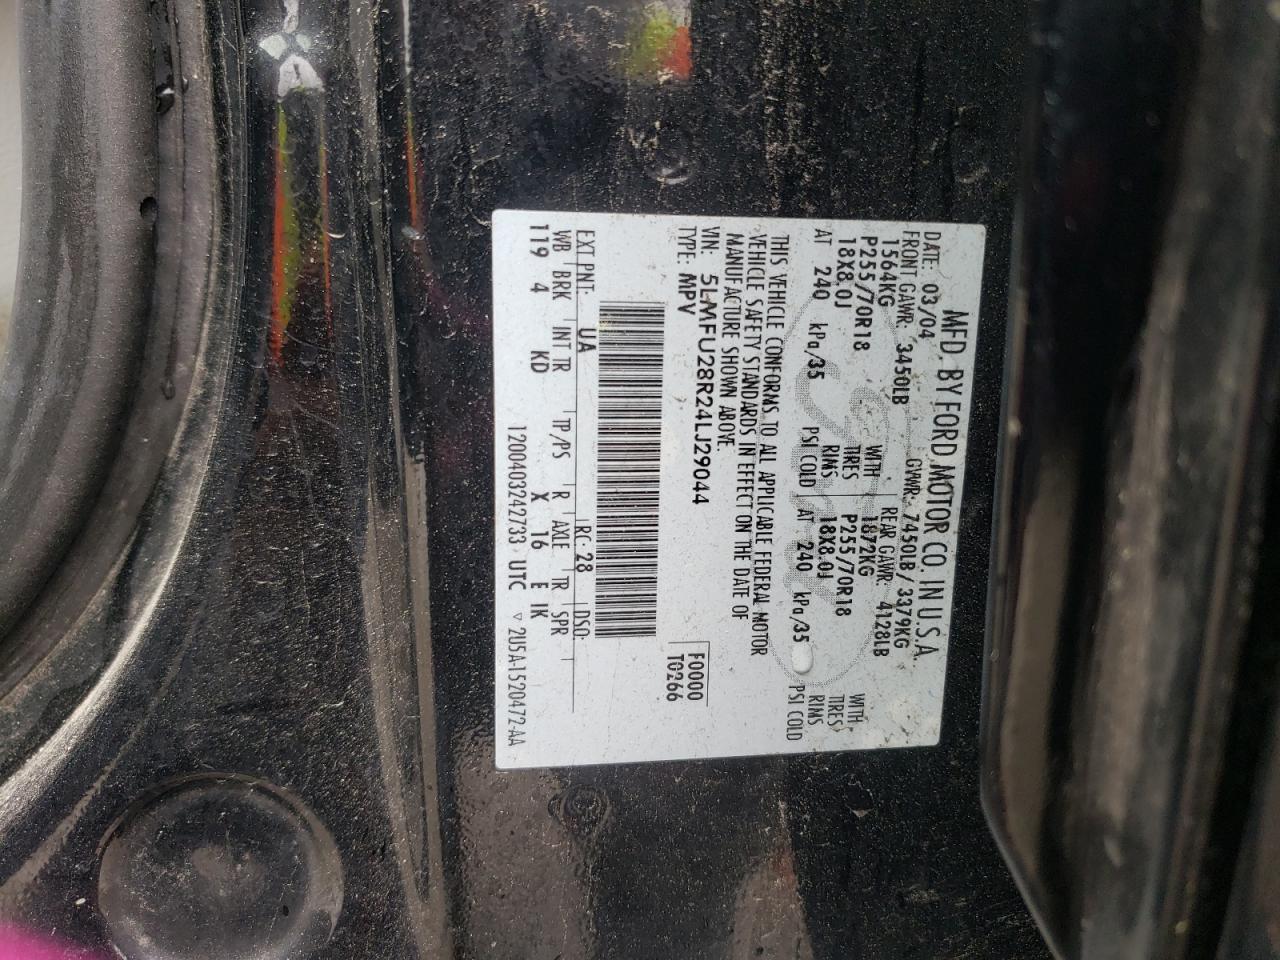 MFD. BY FORD MOTOR CO. IN U.S.A.
DATE: 03/04 GVWR: 7450LB/3379KG
FRONT GAWR: 3450LB REAR GAWR: 4128LB
1564KG WITH 1872KG WITH
P255/70R18 TIRES P255/70R18 TIRES
18X8.0J RIMS 18X8.0J RIMS
AT 240 kPa/35 PSI COLD AT 240 kPa/35 PSI COLD
THIS VEHICLE CONFORMS TO ALL APPLICABLE FEDERAL MOTOR
VEHICLE SAFETY STANDARDS IN EFFECT ON THE DATE OF
MANUFACTURE SHOWN ABOVE.
VIN: 5LMFU28R24LJ29044
TYPE: MPV
F0000
T0266
EXT PNT: UA RC: 28 DSO:
WB BRK INT TR TP/PS R AXLE TR SPR
119 4 KD X 16 E IK
1200403242733 UTC ▽ 2U5A-1520472-AA